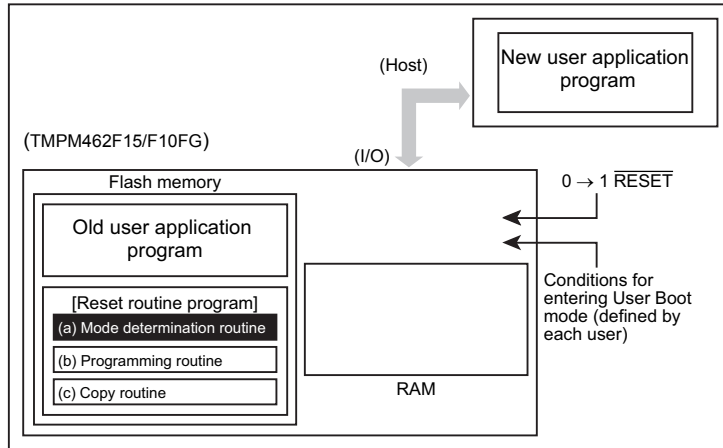 New user application
program
(Host)
(TMPM462F15/F10FG)
(I/O)
Flash memory
0 → 1 RESET
Old user application
program
[Reset routine program]
(a) Mode determination routine
(b) Programming routine
(c) Copy routine
RAM
Conditions for
entering User Boot
mode (defined by
each user)